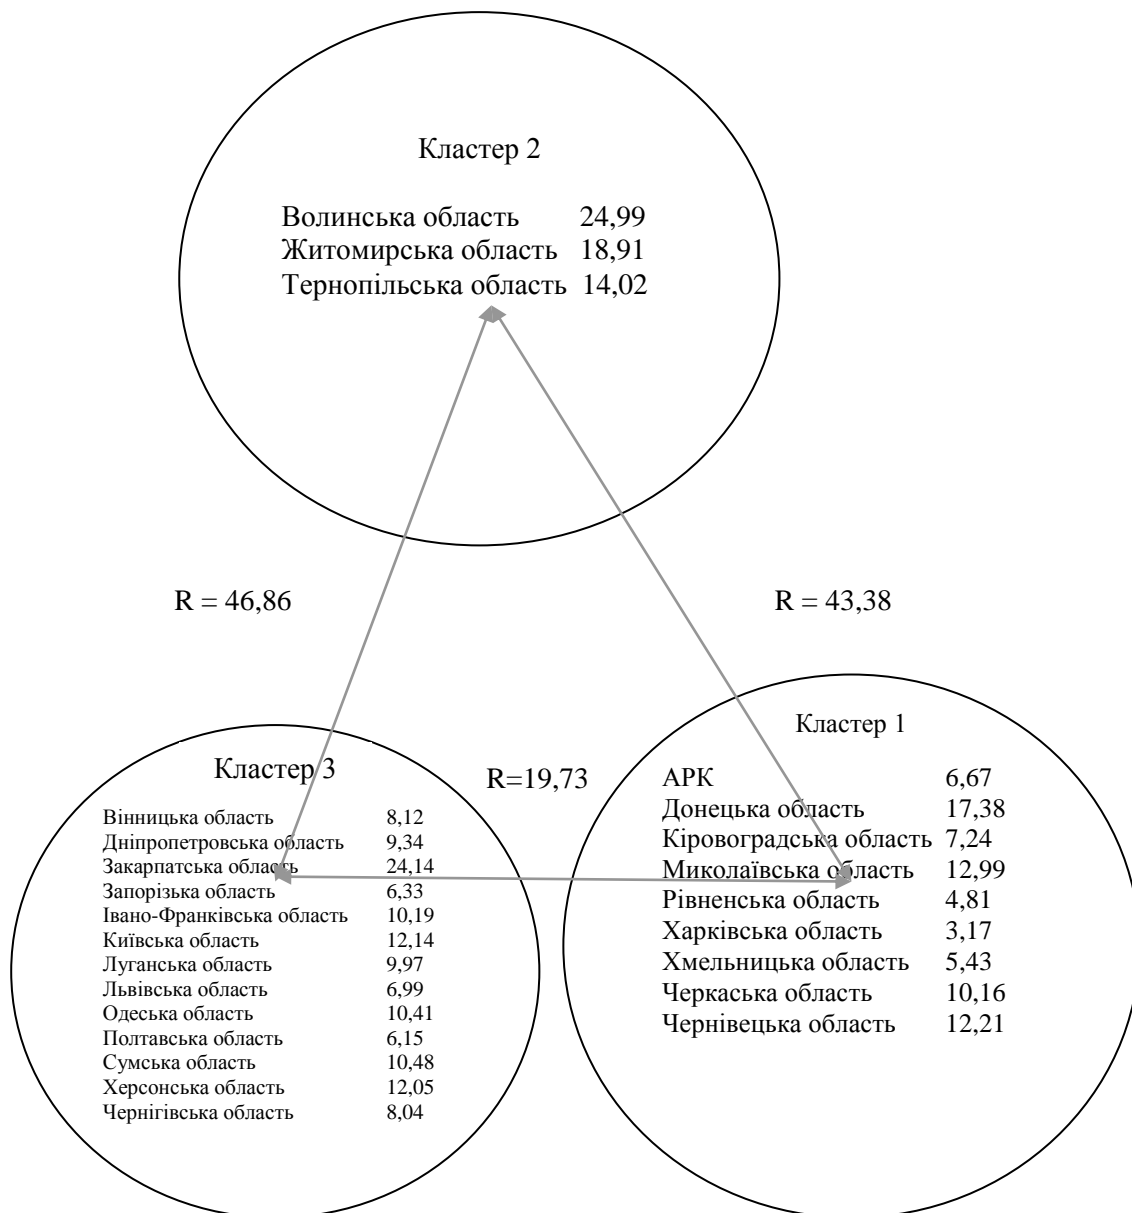 Кластер 2
Волинська область 24,99
Житомирська область 18,91
Тернопільська область 14,02
R = 46,86
R = 43,38
Кластер 3
Вінницька область 8,12
Дніпропетровська область 9,34
Закарпатська область 24,14
Запорізька область 6,33
Івано-Франківська область 10,19
Київська область 12,14
Луганська область 9,97
Львівська область 6,99
Одеська область 10,41
Полтавська область 6,15
Сумська область 10,48
Херсонська область 12,05
Чернігівська область 8,04
R=19,73
Кластер 1
АРК 6,67
Донецька область 17,38
Кіровоградська область 7,24
Миколаївська область 12,99
Рівненська область 4,81
Харківська область 3,17
Хмельницька область 5,43
Черкаська область 10,16
Чернівецька область 12,21